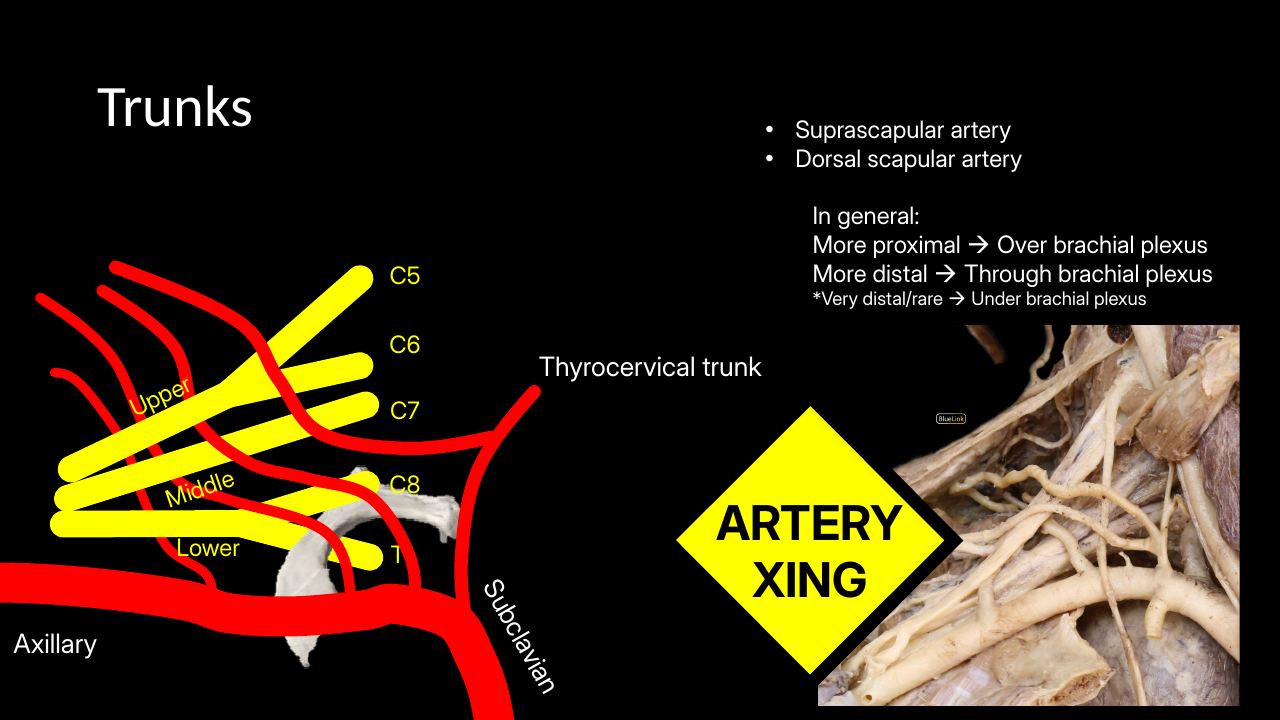 Trunks
• Suprascapular artery
• Dorsal scapular artery
In general:
More proximal → Over brachial plexus
More distal → Through brachial plexus
*Very distal/rare → Under brachial plexus
C5
C6
C7
C8
T
Upper
Middle
Lower
Thyrocervical trunk
Subclavian
Axillary
ARTERY
XING
BlueLink